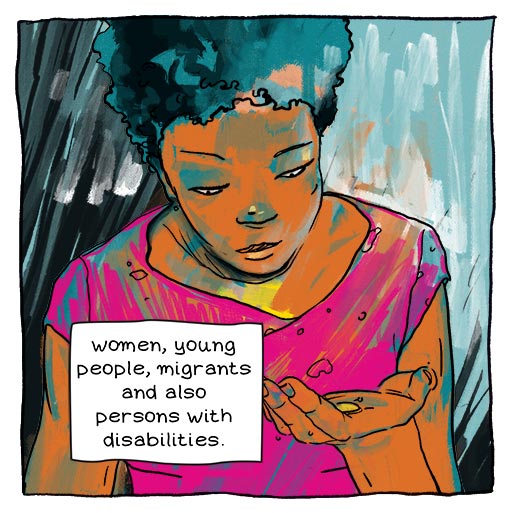 women, young
people, migrants
and also
persons with
disabilities.